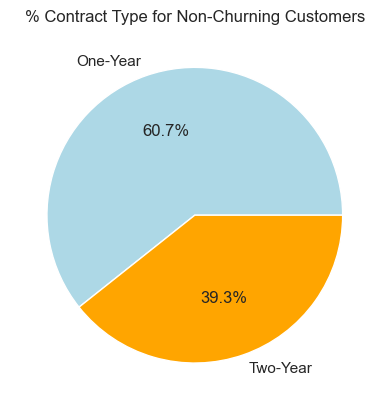 % Contract Type for Non-Churning Customers
One-Year
60.7%
39.3%
Two-Year